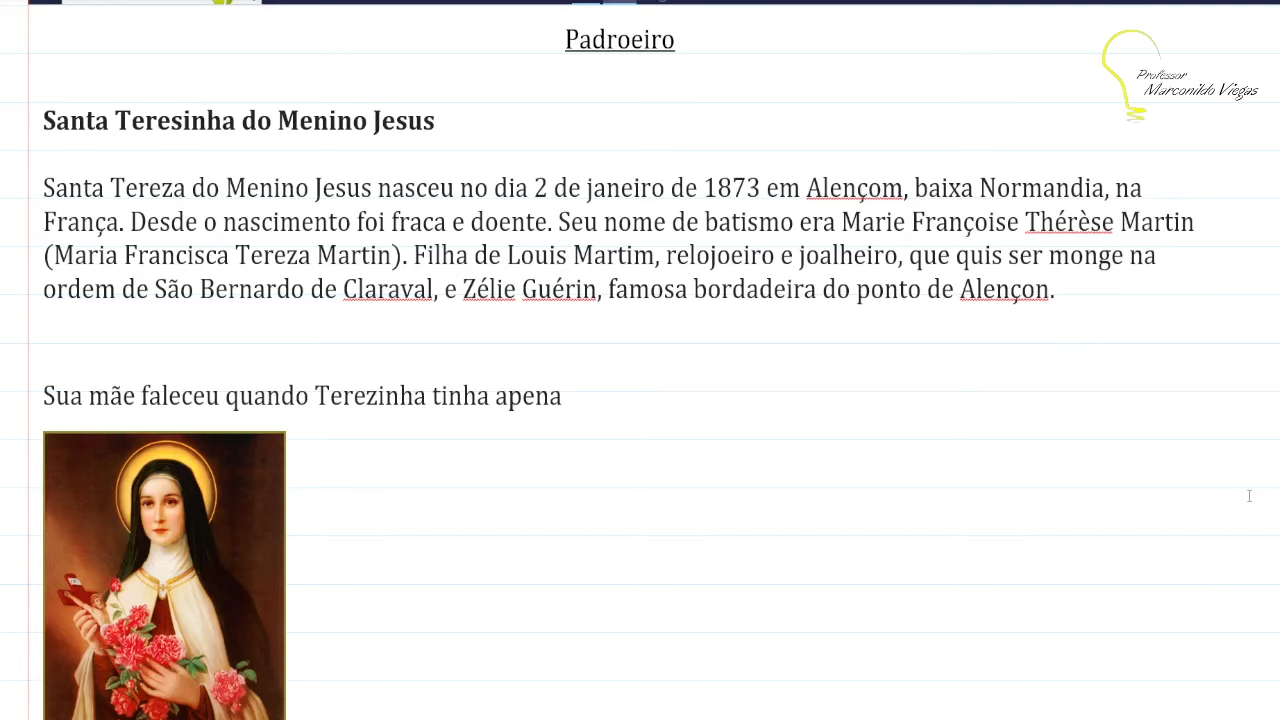 Padroeiro
Professor
Marconildo Viegas
Santa Teresinha do Menino Jesus
Santa Tereza do Menino Jesus nasceu no dia 2 de janeiro de 1873 em Alençom, baixa Normandia, na
França. Desde o nascimento foi fraca e doente. Seu nome de batismo era Marie Françoise Thérèse Martin
(Maria Francisca Tereza Martin). Filha de Louis Martim, relojoeiro e joalheiro, que quis ser monge na
ordem de São Bernardo de Claraval, e Zélie Guérin, famosa bordadeira do ponto de Alençon.
Sua mãe faleceu quando Terezinha tinha apena